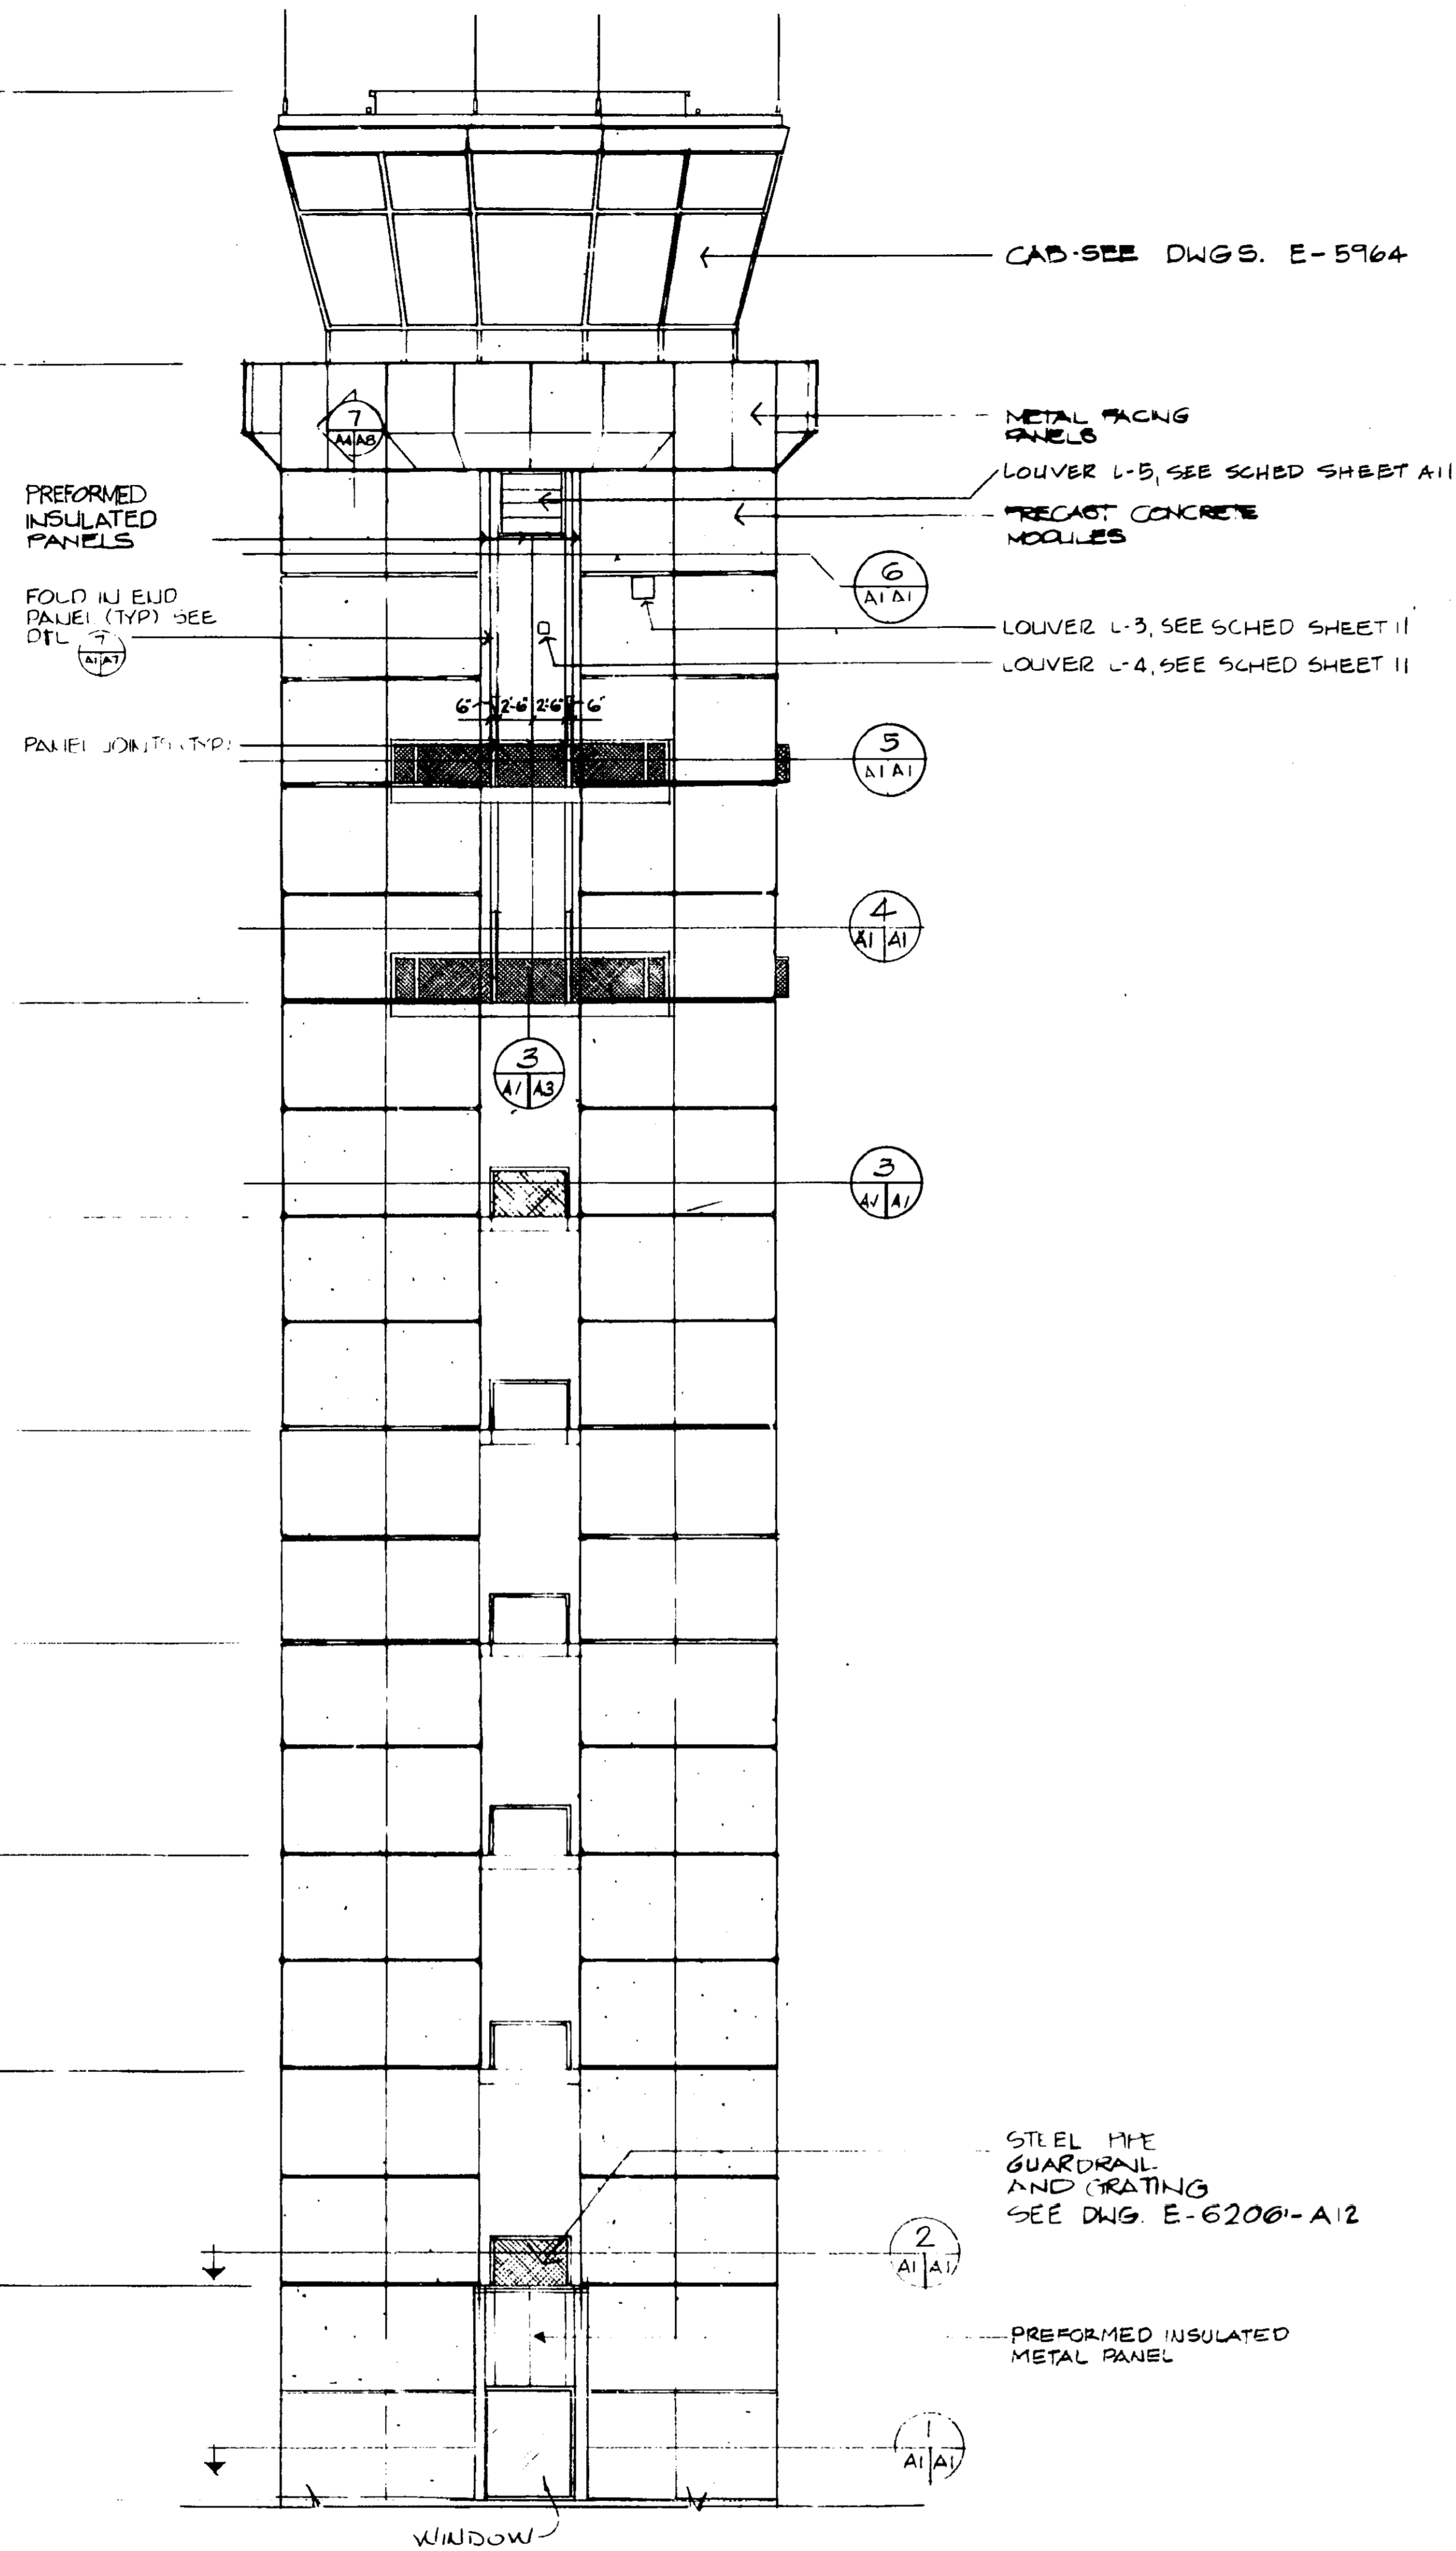 CAB·SEE DWGS. E-5964
7
A4 A8
METAL FACING
PANELS
LOUVER L-5, SEE SCHED SHEET A11
PREFORMED
INSULATED
PANELS
PRECAST CONCRETE
MODULES
6
A1 A1
FOLD IN END
PANEL (TYP) SEE
DTL 7
A1 A7
LOUVER L-3, SEE SCHED SHEET 11
LOUVER L-4, SEE SCHED SHEET 11
6" 2'-6" 2'-6" 6"
PANEL JOINTS (TYP)
5
A1 A1
4
A1 A1
3
A1 A3
3
A1 A1
STEEL PIPE
GUARDRAIL
AND GRATING
SEE DWG. E-6206-A12
2
A1 A1
PREFORMED INSULATED
METAL PANEL
1
A1 A1
WINDOW